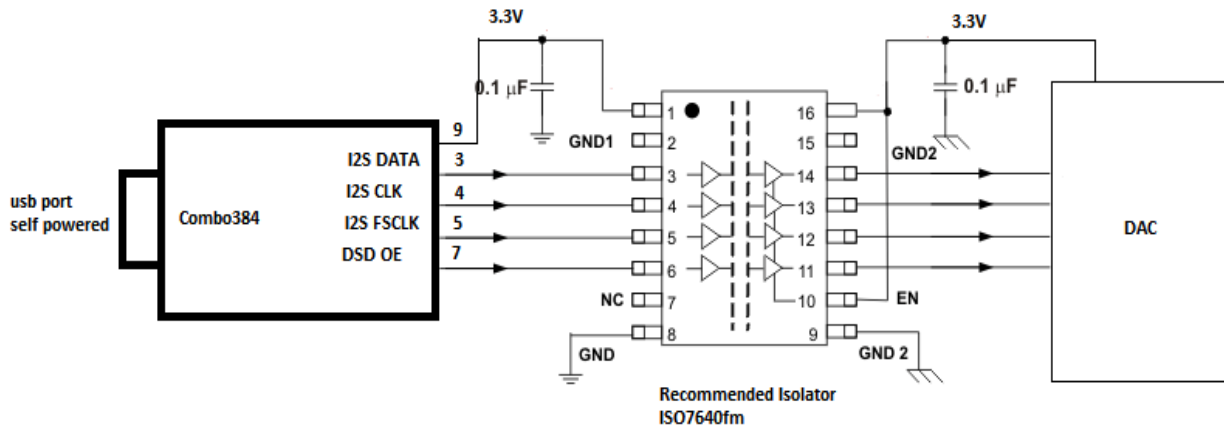 3.3V
3.3V
0.1 µF
0.1 µF
9
1
16
GND1
2
15
GND2
I2S DATA
3
3
14
I2S CLK
4
4
13
usb port
self powered
Combo384
I2S FSCLK
5
5
12
DAC
DSD OE
7
6
11
NC
7
10
EN
GND
8
9
GND 2
Recommended Isolator
ISO7640fm